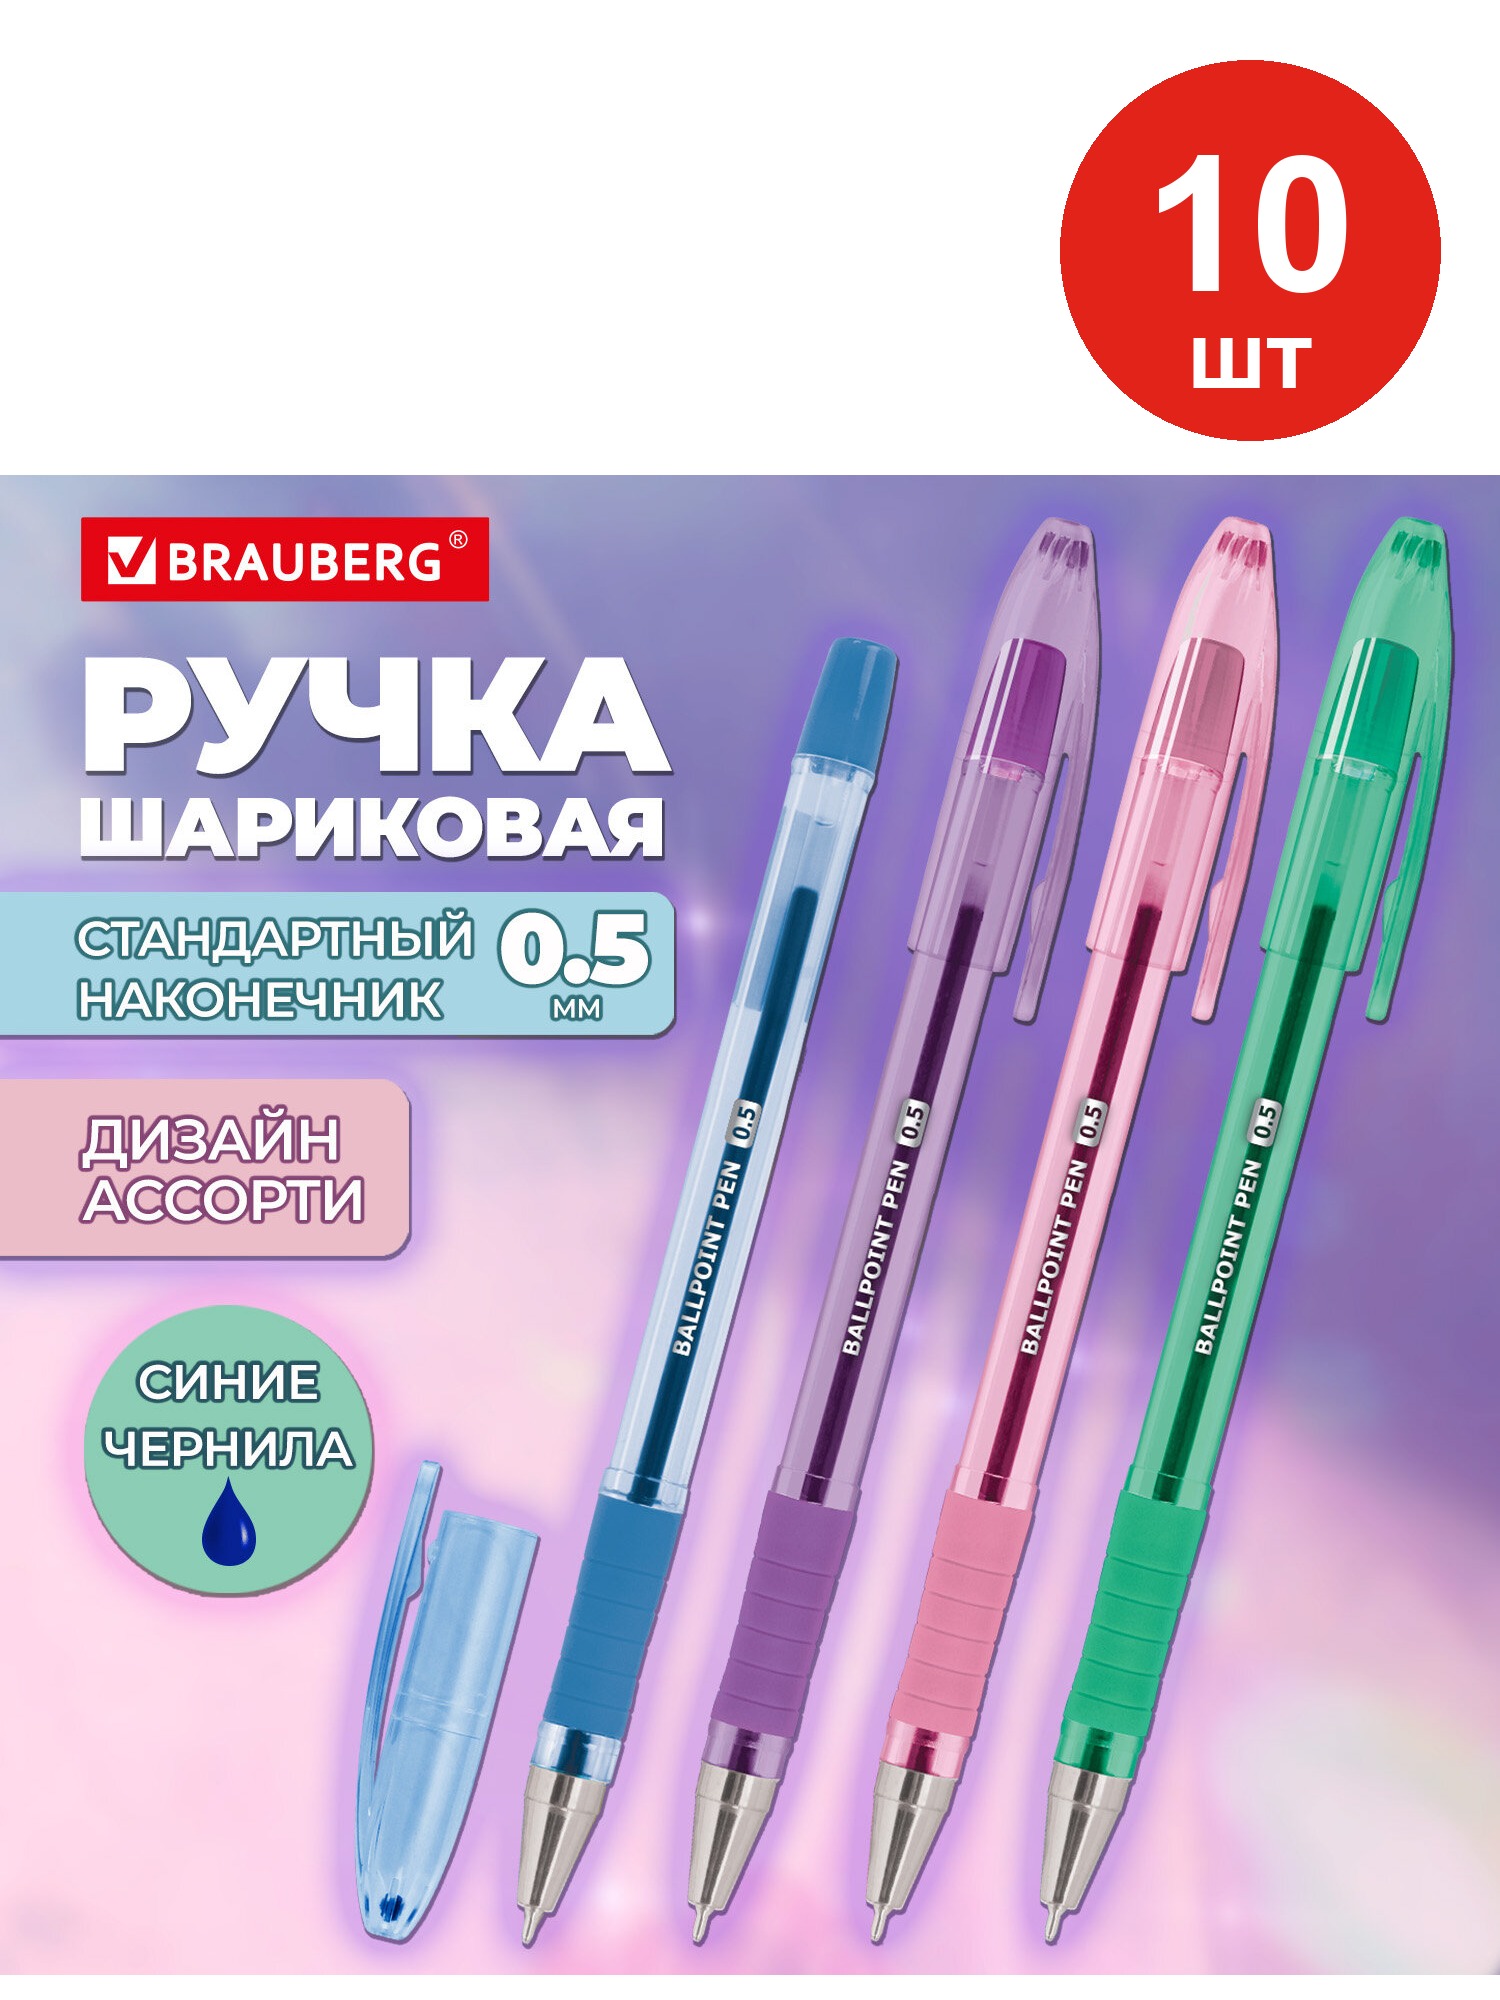 10
шт
BRAUBERG®
РУЧКА
ШАРИКОВАЯ
СТАНДАРТНЫЙ
НАКОНЕЧНИК
0.5
ММ
ДИЗАЙН
АССОРТИ
СИНИЕ
ЧЕРНИЛА
BALLPOINT PEN 0.5
BALLPOINT PEN 0.5
BALLPOINT PEN 0.5
BALLPOINT PEN 0.5